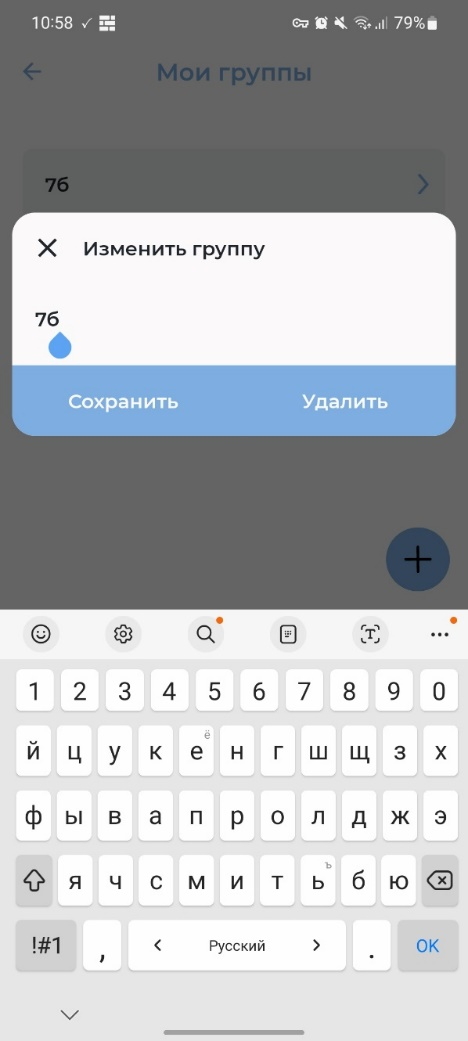 10:58 79%
Мои группы
7б
Изменить группу
7б
Сохранить Удалить
T
1 2 3 4 5 6 7 8 9 0
ё
й ц у к е н г ш щ з х
ф ы в а п р о л д ж э
ъ
я ч с м и т ь б ю
!#1 , < Русский > . OK